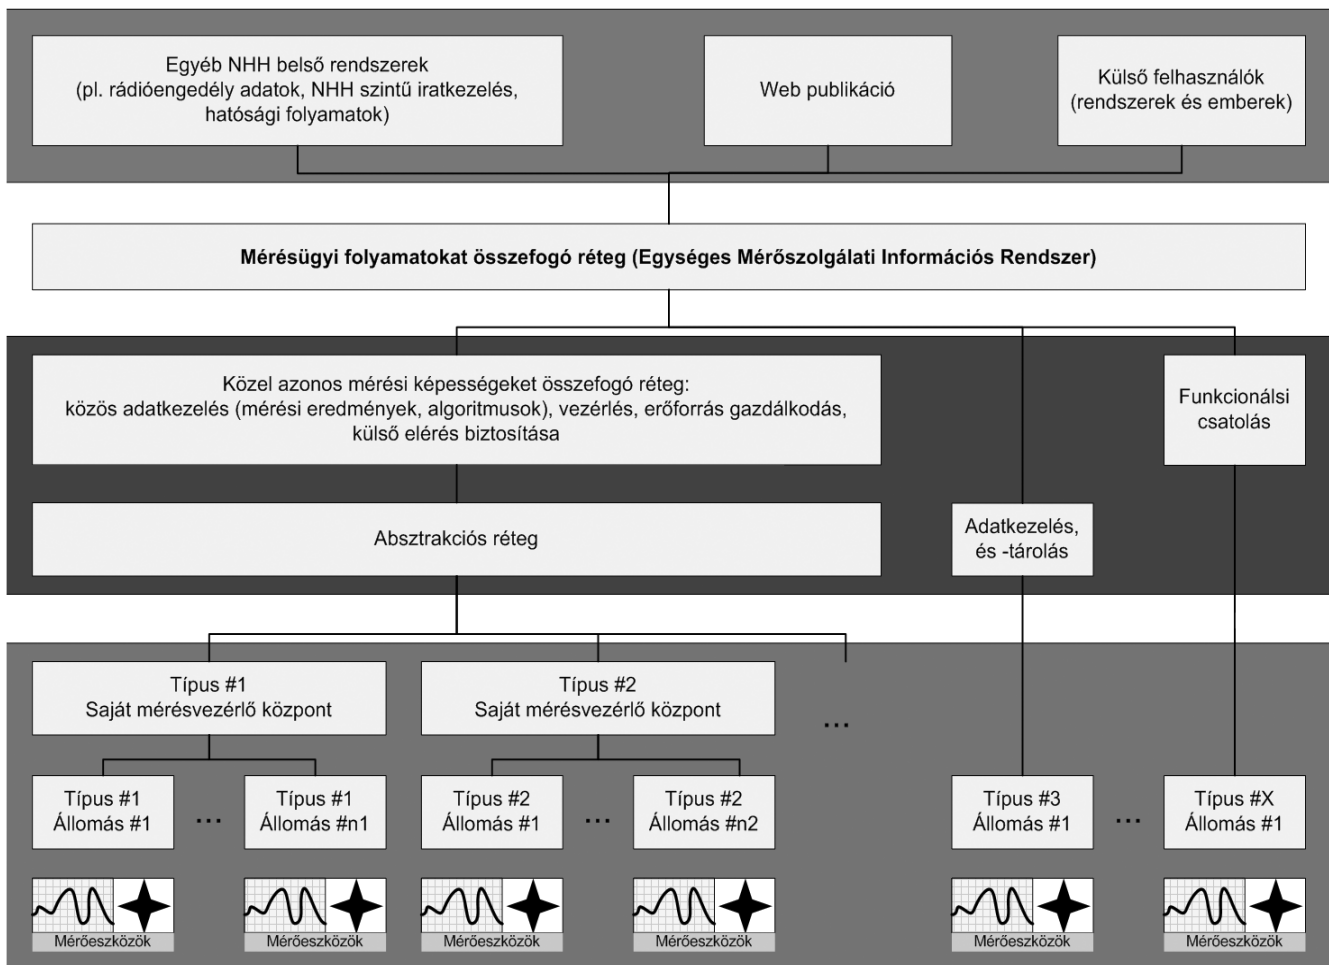 Egyéb NHH belső rendszerek
(pl. rádióengedély adatok, NHH szintű iratkezelés,
hatósági folyamatok)
Web publikáció
Külső felhasználók
(rendszerek és emberek)
Mérésügyi folyamatokat összefogó réteg (Egységes Mérőszolgálati Információs Rendszer)
Közel azonos mérési képességeket összefogó réteg:
közös adatkezelés (mérési eredmények, algoritmusok), vezérlés, erőforrás gazdálkodás,
külső elérés biztosítása
Funkcionálsi
csatolás
Absztrakciós réteg
Adatkezelés,
és -tárolás
Típus #1
Saját mérésvezérlő központ
Típus #2
Saját mérésvezérlő központ
...
Típus #1
Állomás #1
...
Típus #1
Állomás #n1
Típus #2
Állomás #1
...
Típus #2
Állomás #n2
Típus #3
Állomás #1
...
Típus #X
Állomás #1
Mérőeszközök
Mérőeszközök
Mérőeszközök
Mérőeszközök
Mérőeszközök
Mérőeszközök